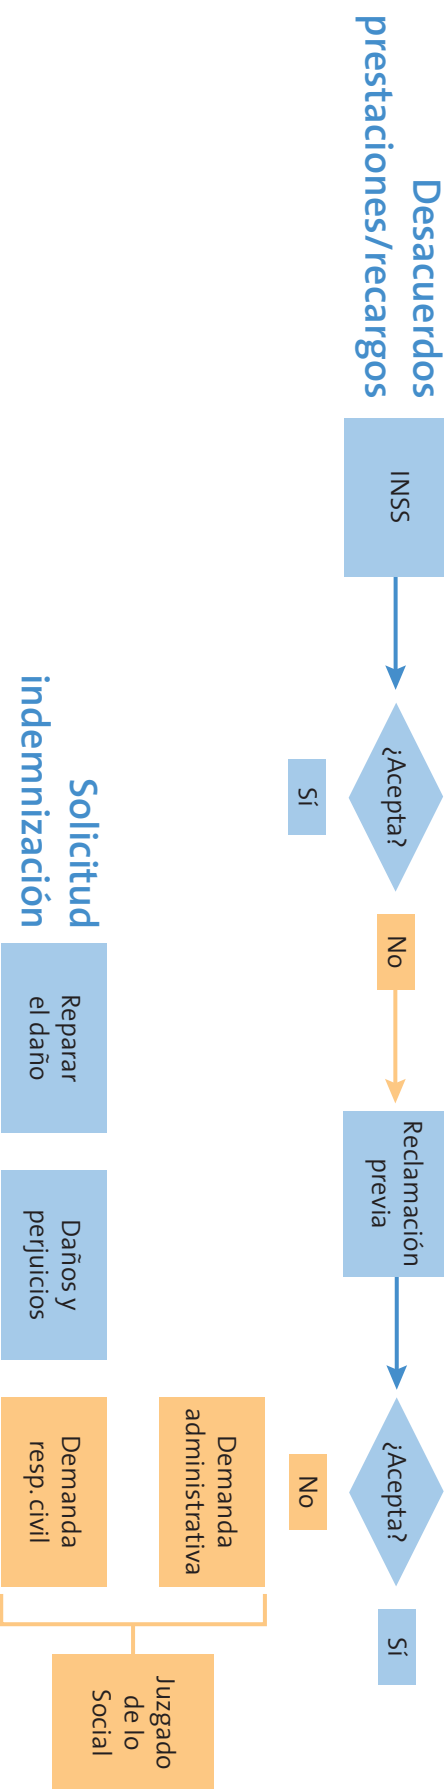 Desacuerdos
prestaciones/recargos
INSS
¿Acepta?
Sí
No
Reclamación
previa
¿Acepta?
Sí
No
Demanda
administrativa
Solicitud
indemnización
Reparar
el daño
Daños y
perjuicios
Demanda
resp. civil
Juzgado
de lo
Social